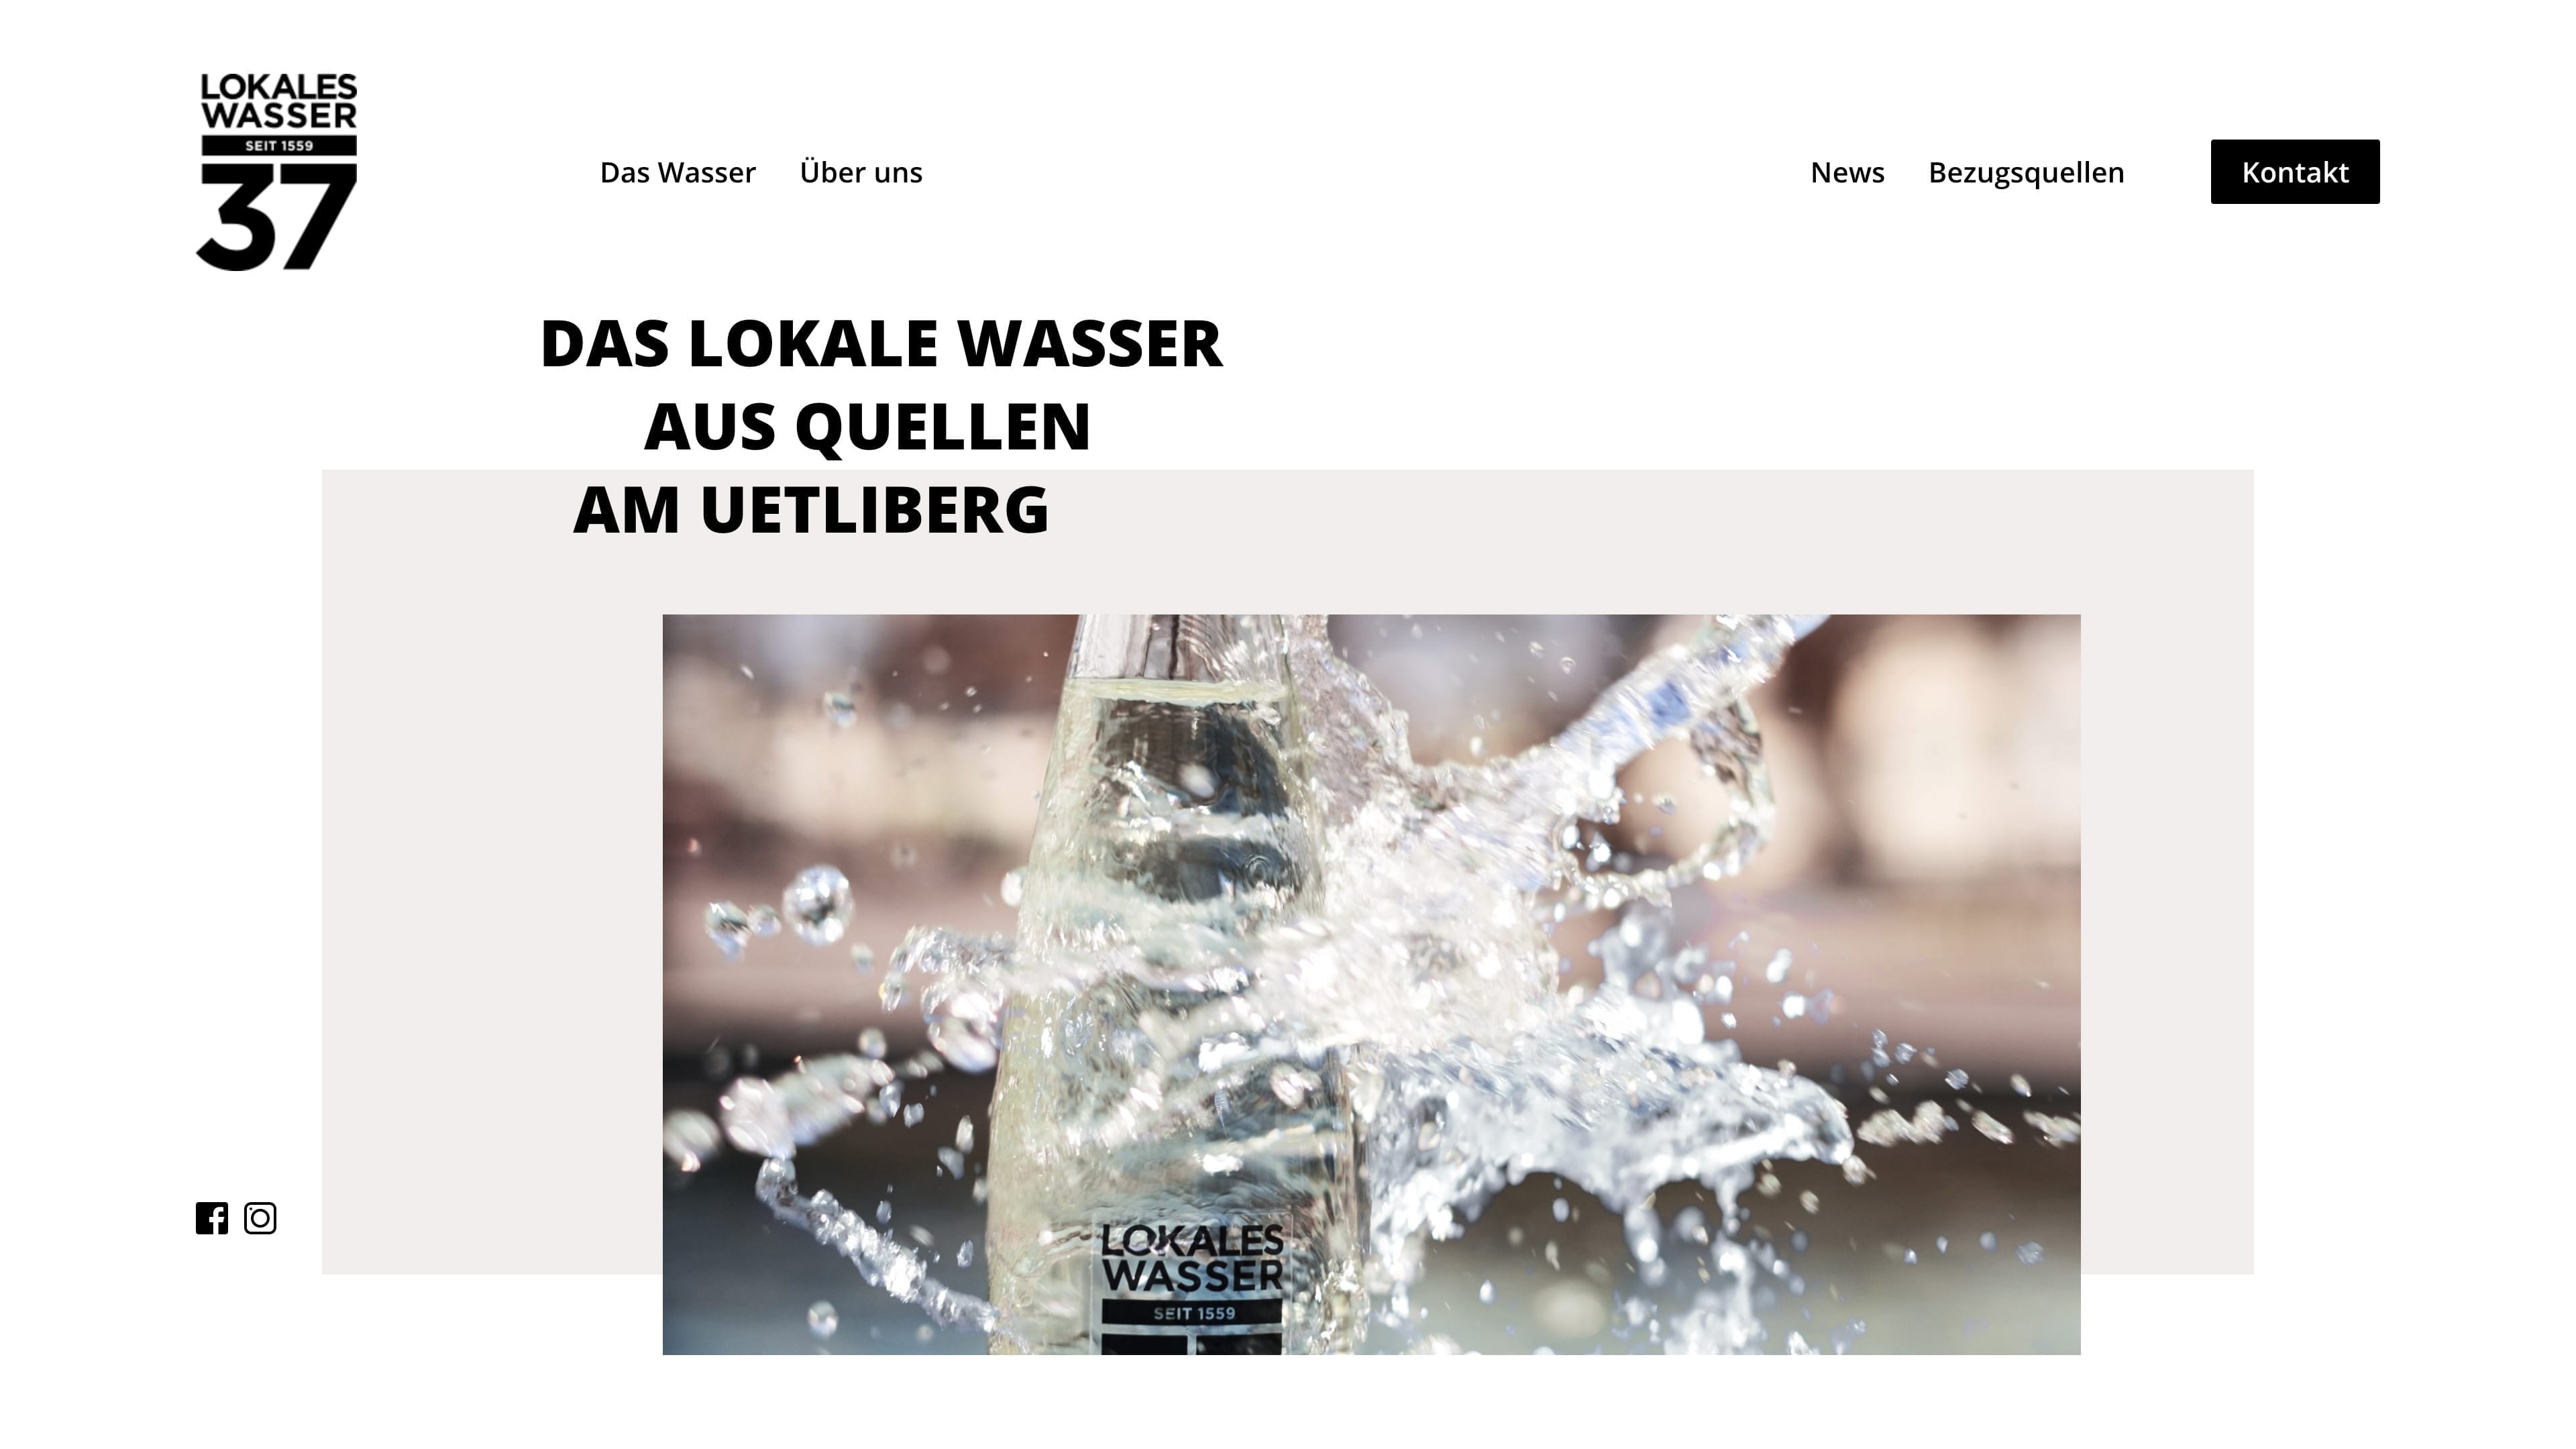 LOKALES
WASSER
SEIT 1559
37
Das Wasser
Über uns
News
Bezugsquellen
Kontakt
DAS LOKALE WASSER
AUS QUELLEN
AM UETLIBERG
LOKALES
WASSER
SEIT 1559